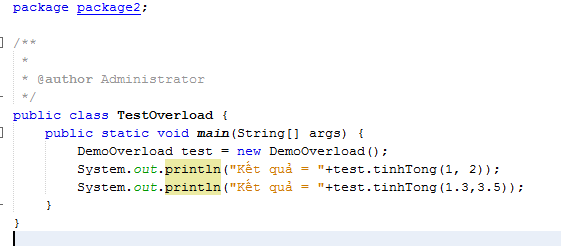 package package2;
/**
 *
 * @author Administrator
 */
public class TestOverload {
    public static void main(String[] args) {
        DemoOverload test = new DemoOverload();
        System.out.println("Kết quả = "+test.tinhTong(1, 2));
        System.out.println("Kết quả = "+test.tinhTong(1.3,3.5));
    }
}